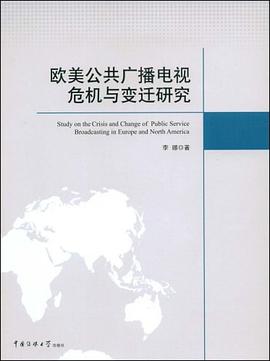 欧美公共广播电视
危机与变迁研究
Study on the Crisis and Change of Public Service
Broadcasting in Europe and North America
李娜 著
中国传媒大学出版社